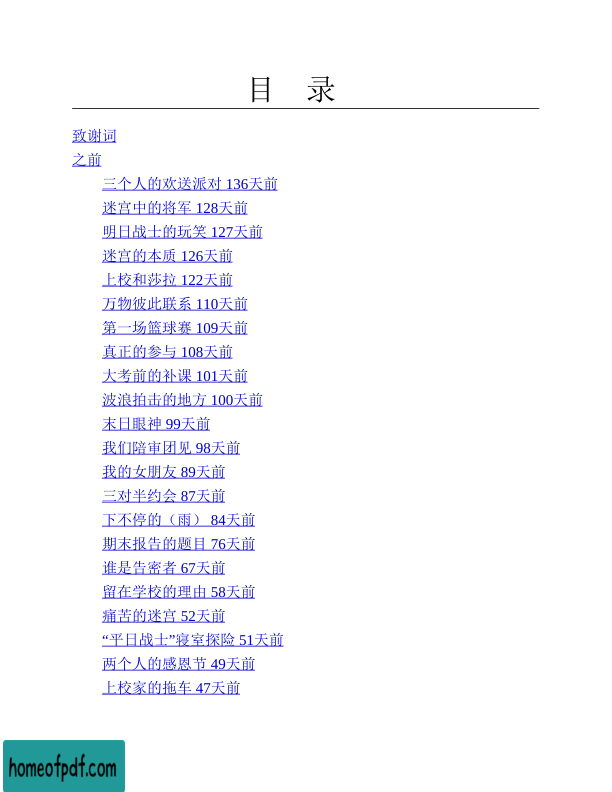 目 录
致谢词
之前
三个人的欢送派对 136天前
迷宫中的将军 128天前
明日战士的玩笑 127天前
迷宫的本质 126天前
上校和莎拉 122天前
万物彼此联系 110天前
第一场篮球赛 109天前
真正的参与 108天前
大考前的补课 101天前
波浪拍击的地方 100天前
末日眼神 99天前
我们陪审团见 98天前
我的女朋友 89天前
三对半约会 87天前
下不停的（雨） 84天前
期末报告的题目 76天前
谁是告密者 67天前
留在学校的理由 58天前
痛苦的迷宫 52天前
“平日战士”寝室探险 51天前
两个人的感恩节 49天前
上校家的拖车 47天前
homeofpdf.com